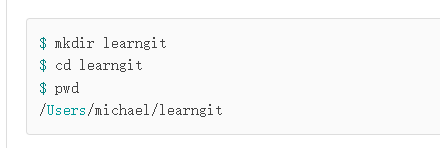 $ mkdir learngit
$ cd learngit
$ pwd
/Users/michael/learngit